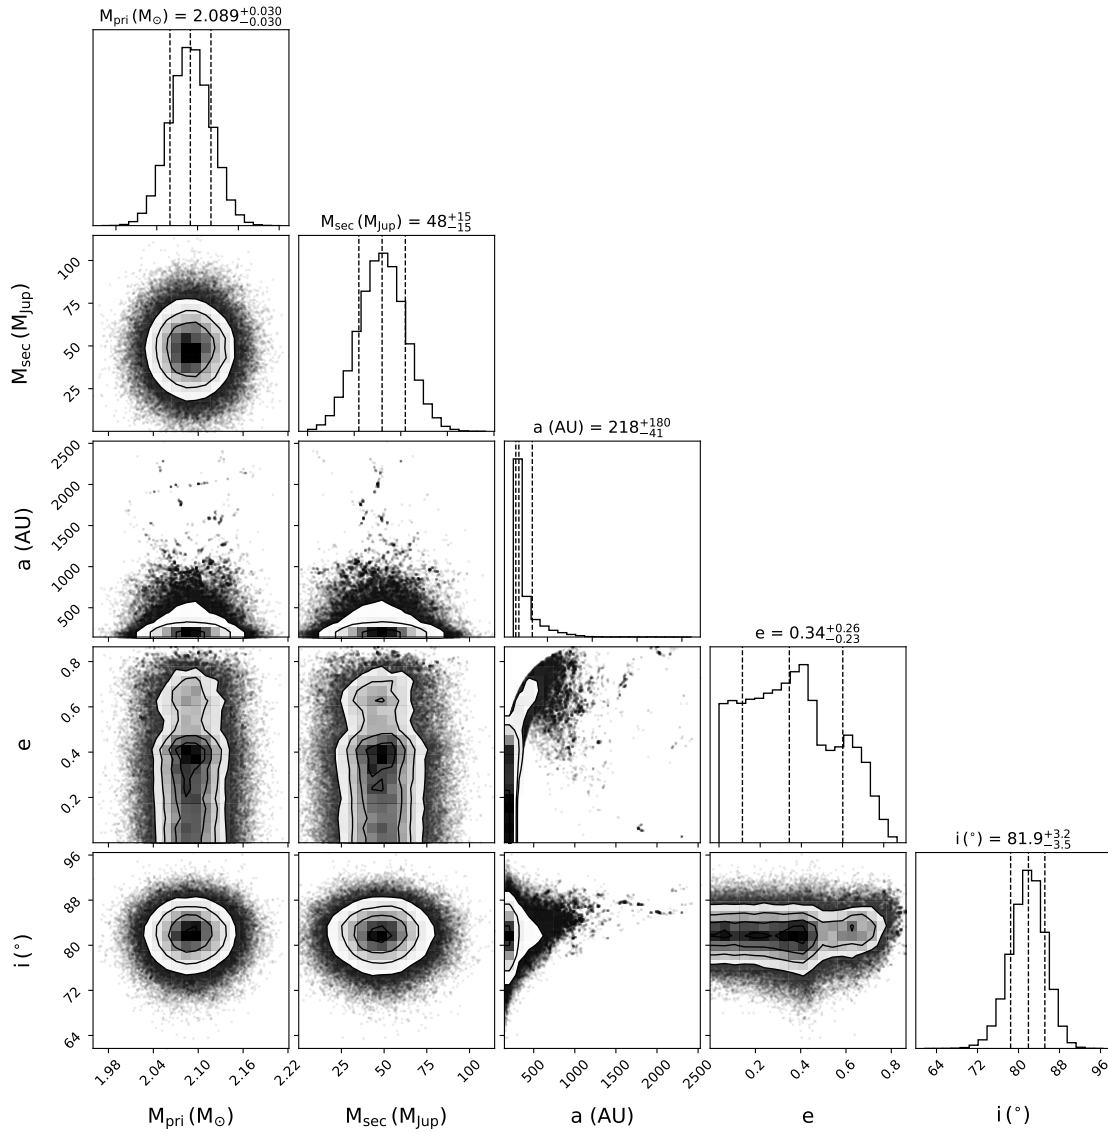 M_pri (M_⊙) = 2.089^{+0.030}_{-0.030}
M_sec (M_Jup) = 48^{+15}_{-15}
100
75
50
25
M_sec (M_Jup)
a (AU) = 218^{+180}_{-41}
2500
2000
1500
1000
500
a (AU)
e = 0.34^{+0.26}_{-0.23}
0.8
0.6
0.4
0.2
e
i (°) = 81.9^{+3.2}_{-3.5}
96
88
80
72
64
i (°)
1.98 2.04 2.10 2.16 2.22
25 50 75 100
500 1000 1500 2000 2500
0.2 0.4 0.6 0.8
64 72 80 88 96
M_pri (M_⊙) M_sec (M_Jup) a (AU) e i (°)